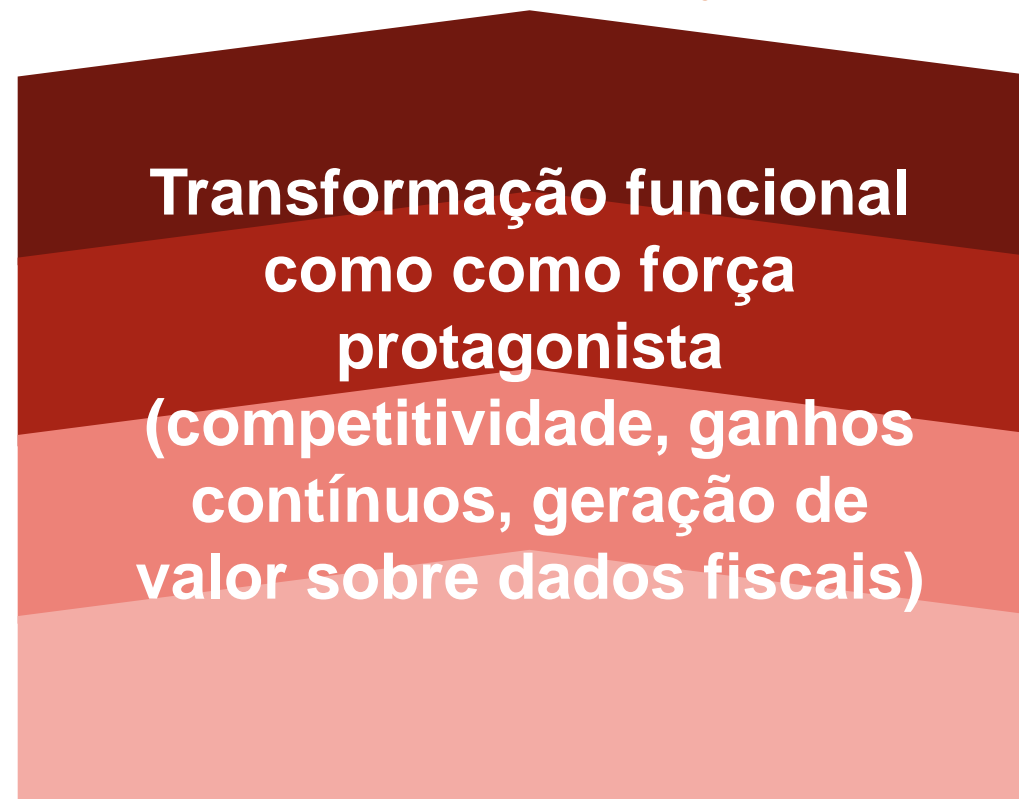 Transformação funcional
como como força
protagonista
(competitividade, ganhos
contínuos, geração de
valor sobre dados fiscais)